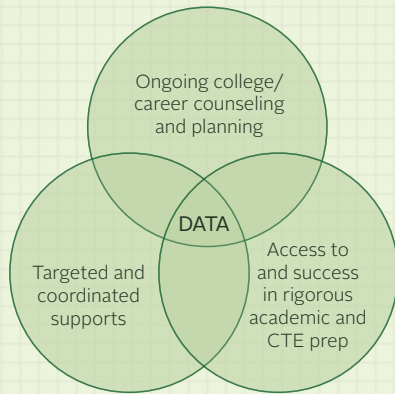 Ongoing college/
career counseling
and planning
DATA
Targeted and
coordinated
supports
Access to
and success
in rigorous
academic and
CTE prep